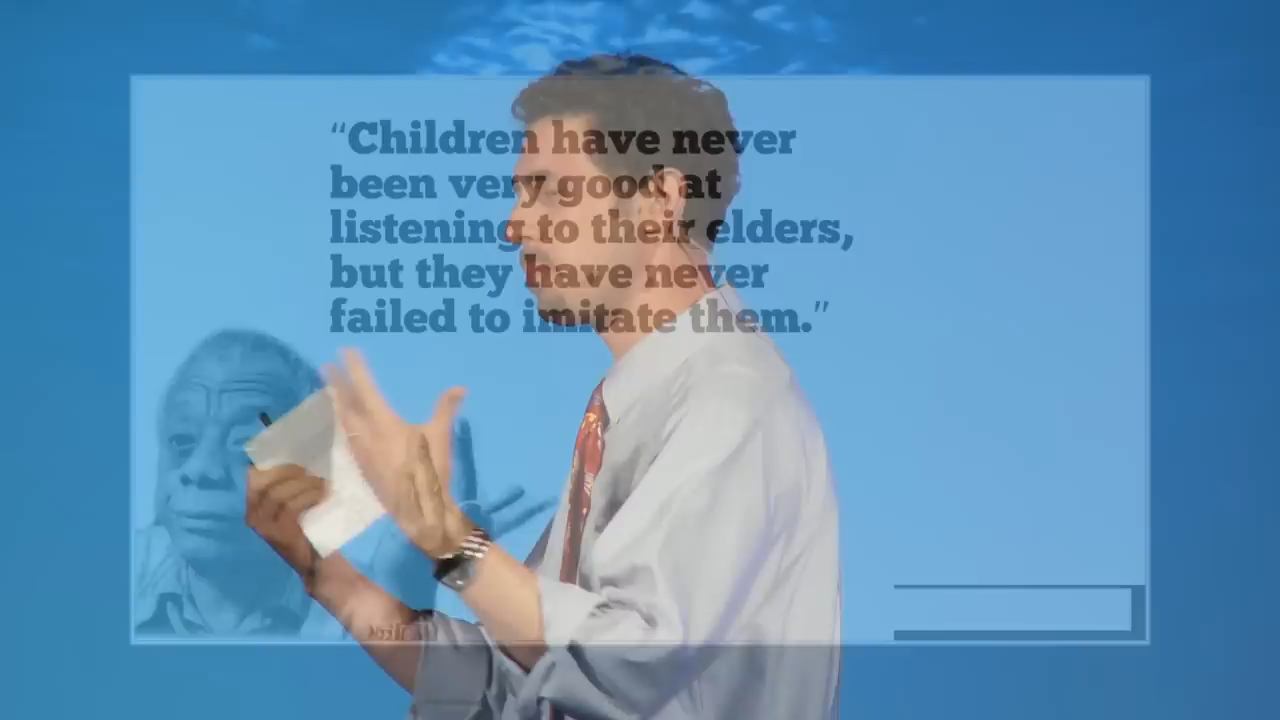 “Children have never
been very good at
listening to their elders,
but they have never
failed to imitate them.”